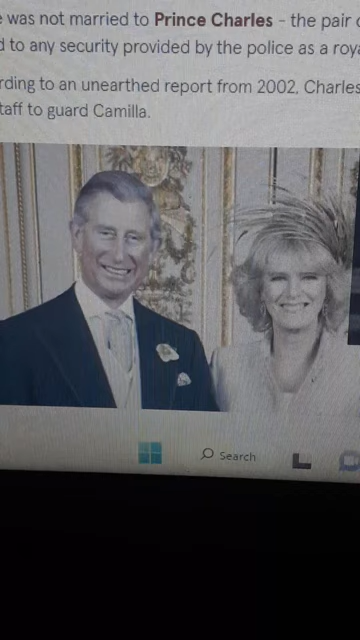 was not married to Prince Charles - the pair
d to any security provided by the police as a roya
rding to an unearthed report from 2002, Charles
taff to guard Camilla.
Search